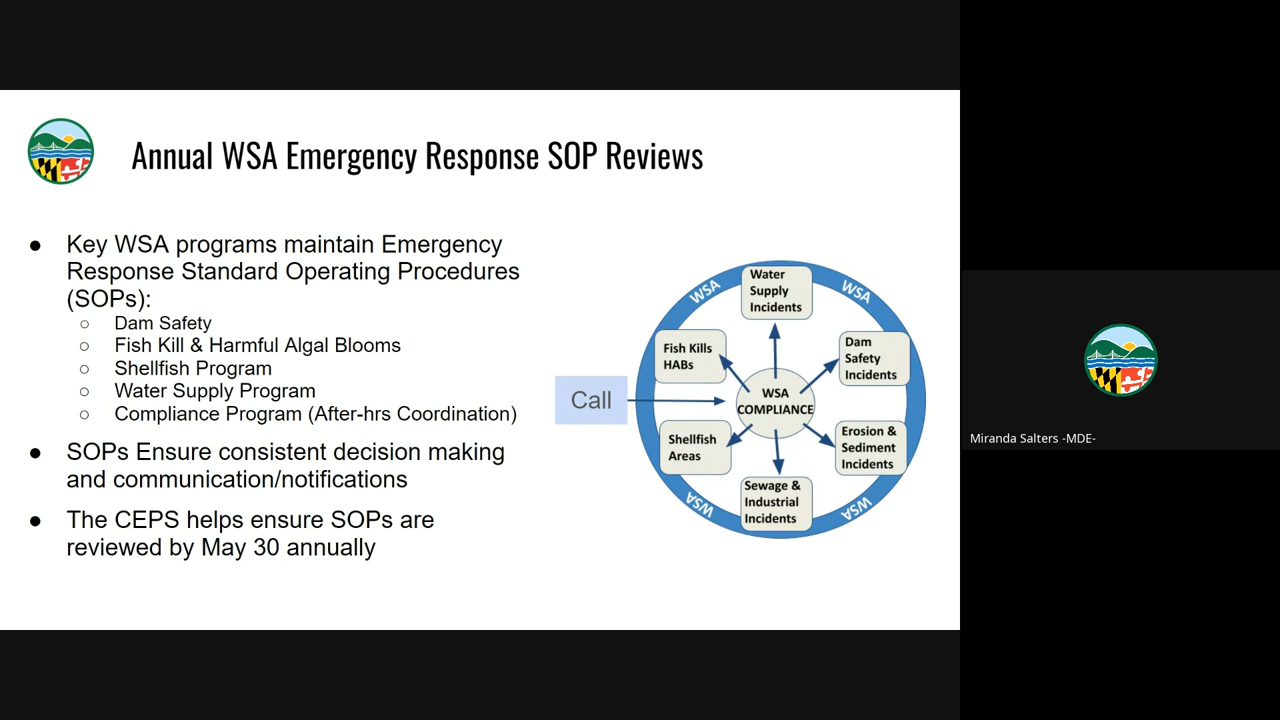 Annual WSA Emergency Response SOP Reviews
● Key WSA programs maintain Emergency
Response Standard Operating Procedures
(SOPs):
○ Dam Safety
○ Fish Kill & Harmful Algal Blooms
○ Shellfish Program
○ Water Supply Program
○ Compliance Program (After-hrs Coordination)
● SOPs Ensure consistent decision making
and communication/notifications
● The CEPS helps ensure SOPs are
reviewed by May 30 annually
Call
WSA
WSA
WSA
WSA
Water
Supply
Incidents
Fish Kills
HABs
Dam
Safety
Incidents
WSA
COMPLIANCE
Shellfish
Areas
Erosion &
Sediment
Incidents
Sewage &
Industrial
Incidents
Miranda Salters -MDE-